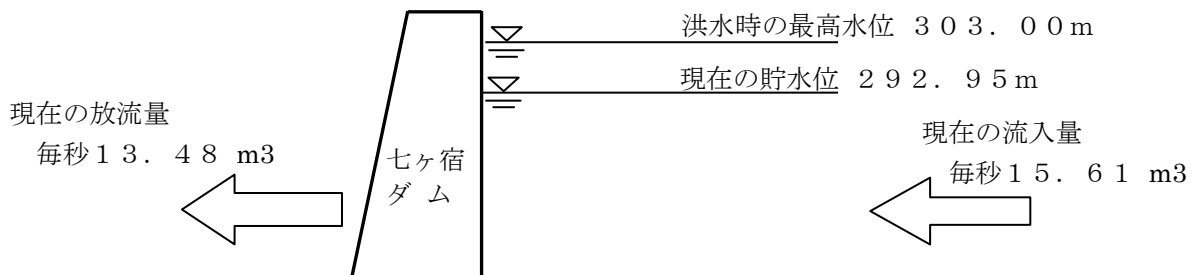 洪水時の最高水位 ３０３．００m
現在の貯水位 ２９２．９５m
現在の放流量
毎秒１３．４８ m3
現在の流入量
毎秒１５．６１ m3
七ヶ宿
ダ ム